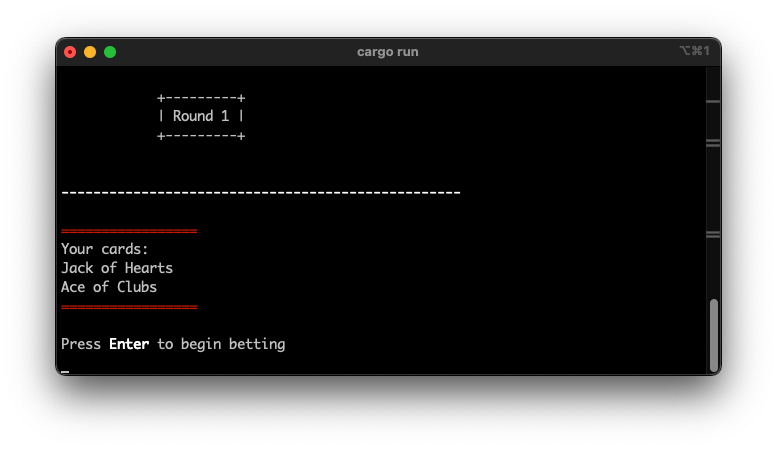 cargo run
⌥⌘1
+---------+
| Round 1 |
+---------+
--------------------------------------------------
=================
Your cards:
Jack of Hearts
Ace of Clubs
=================
Press Enter to begin betting
_